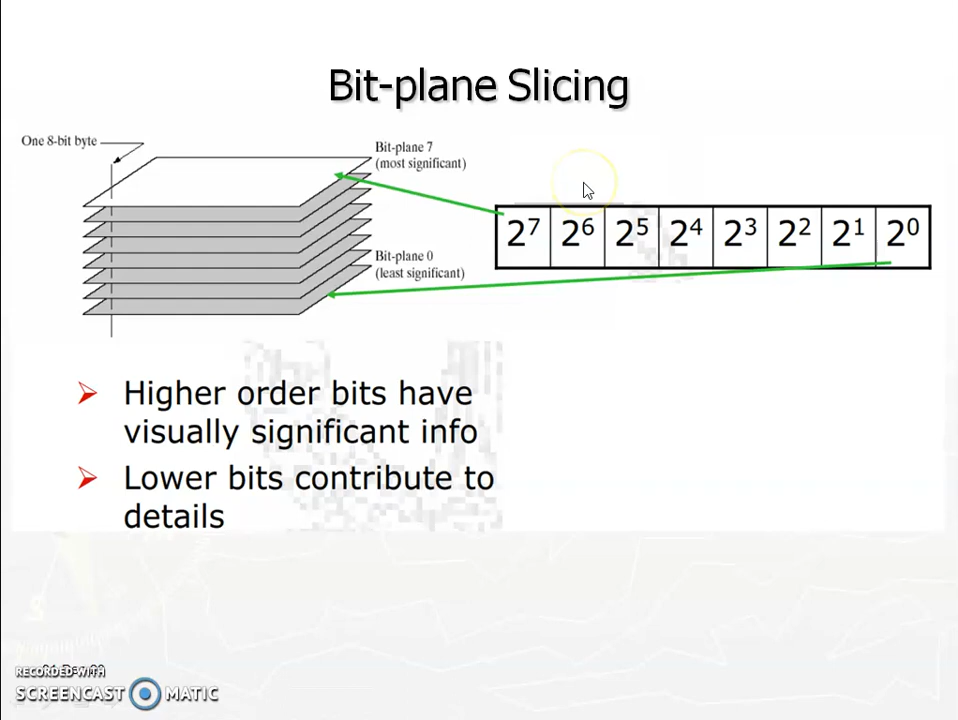 Bit-plane Slicing
One 8-bit byte
Bit-plane 7
(most significant)
2⁷ 2⁶ 2⁵ 2⁴ 2³ 2² 2¹ 2⁰
Bit-plane 0
(least significant)
Higher order bits have
visually significant info
Lower bits contribute to
details
RECORDED WITH
SCREENCAST MATIC